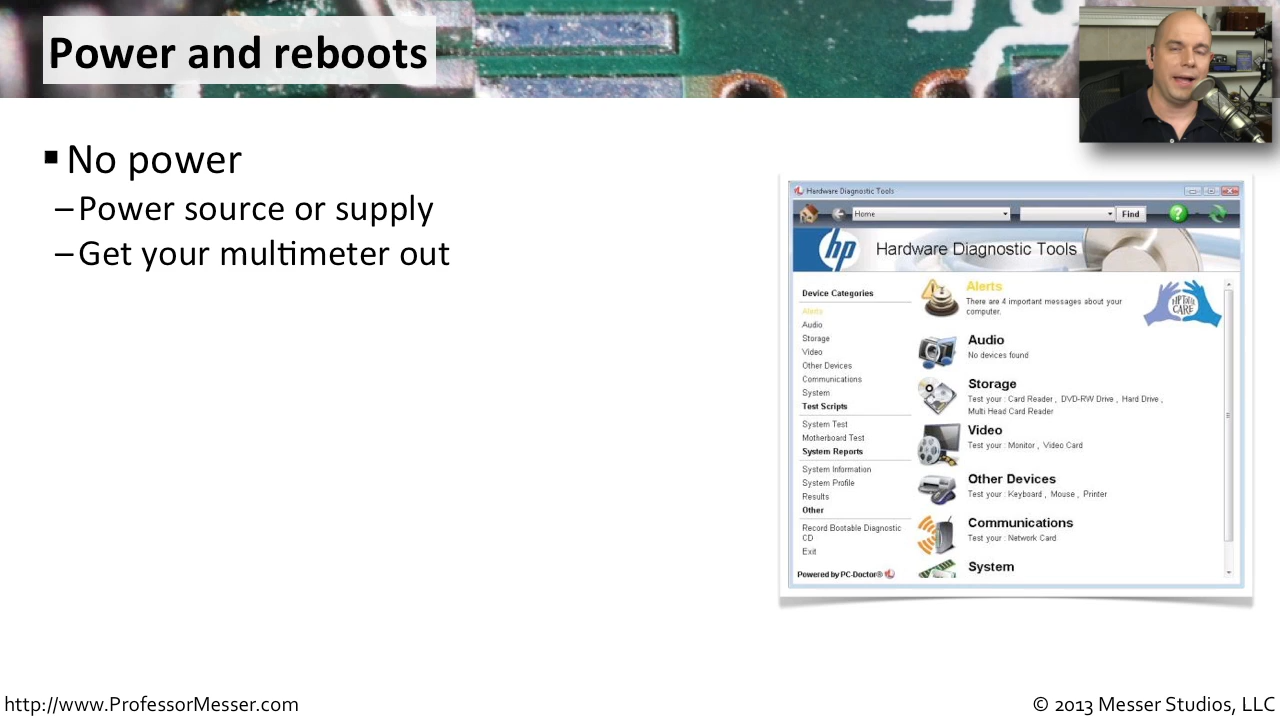 Power and reboots
▪ No power
–Power source or supply
–Get your multimeter out
Hardware Diagnostic Tools
Home
Find
?
hp
Hardware Diagnostic Tools
Device Categories
Alerts
Audio
Storage
Video
Other Devices
Communications
System
Test Scripts
System Test
Motherboard Test
System Reports
System Information
System Profile
Results
Other
Record Bootable Diagnostic
CD
Exit
Powered by PC-Doctor®
Alerts
There are 4 important messages about your
computer.
HP TOTAL
CARE
Audio
No devices found
Storage
Test your : Card Reader , DVD-RW Drive , Hard Drive ,
Multi Head Card Reader
Video
Test your : Monitor , Video Card
Other Devices
Test your : Keyboard , Mouse , Printer
Communications
Test your : Network Card
System
http://www.ProfessorMesser.com
© 2013 Messer Studios, LLC